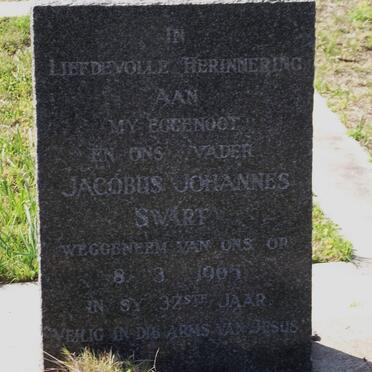 IN
LIEFDEVOLLE HERINNERING
AAN
MY EGGENOOT
EN ONS VADER
JACOBUS JOHANNES
SWART
WEGGENEEM VAN ONS OP
8 3
IN SY 32STE JAAR
VEILIG IN DIE ARMS VAN JESUS